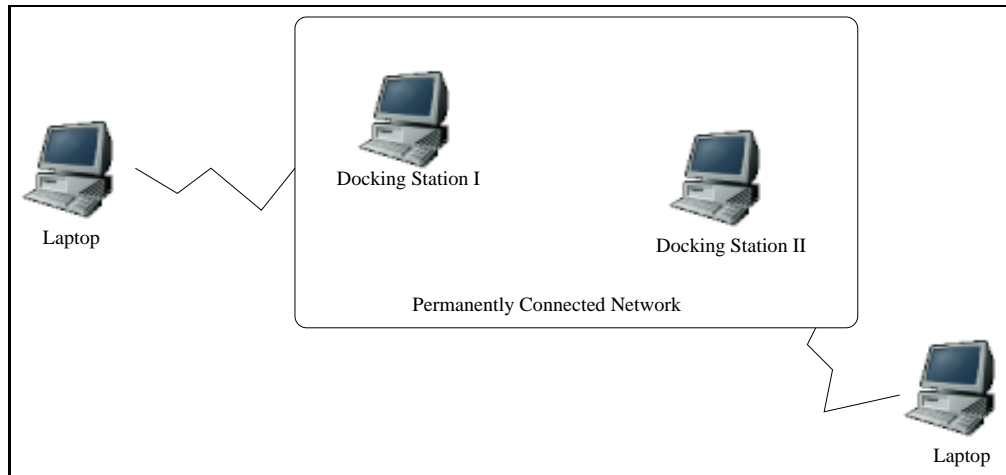 Docking Station I
Laptop
Docking Station II
Permanently Connected Network
Laptop